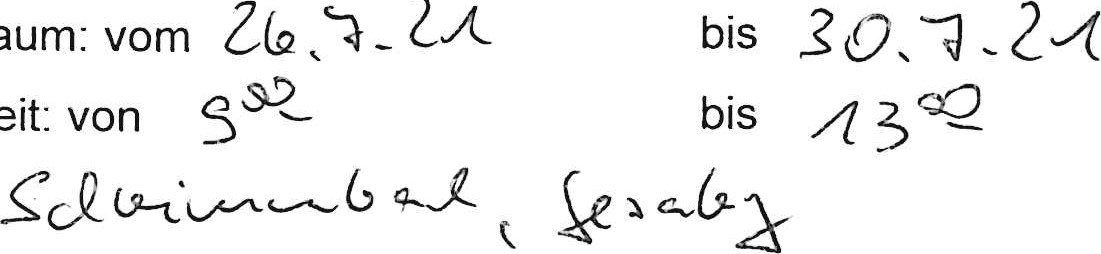 aum: vom 26.7.21 bis 30.7.21
eit: von 9⁰⁰ bis 13⁰⁰
Schwimmbad,